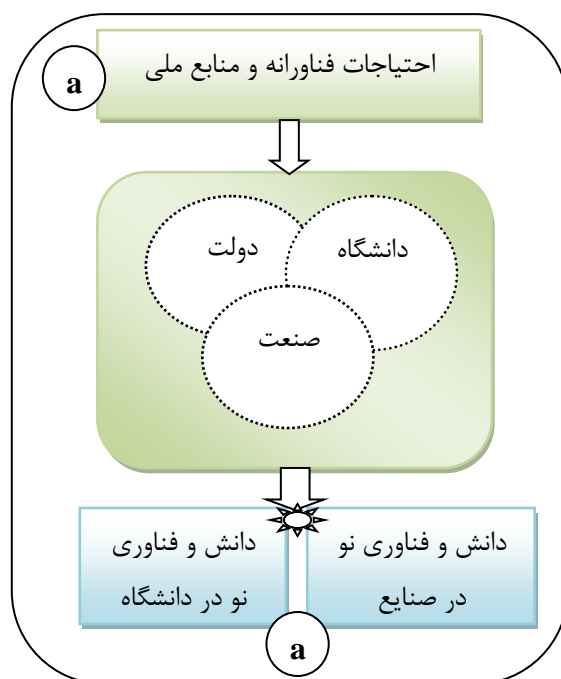 احتیاجات فناورانه و منابع ملی
a
دانشگاه
دولت
صنعت
دانش و فناوری نو
در صنایع
دانش و فناوری
نو در دانشگاه
a